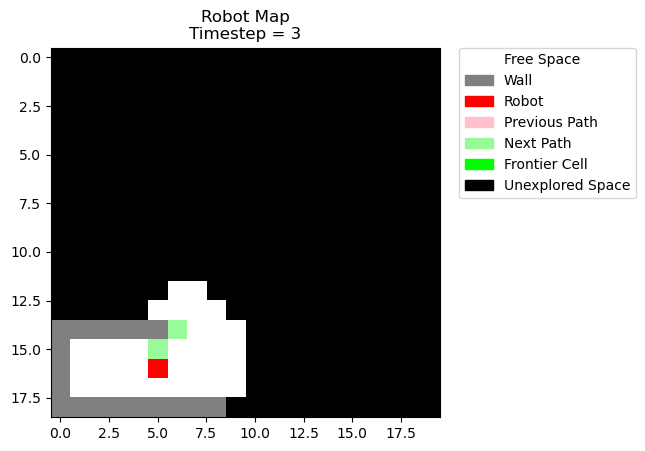 Robot Map
Timestep = 3
0.0
2.5
5.0
7.5
10.0
12.5
15.0
17.5
0.0
2.5
5.0
7.5
10.0
12.5
15.0
17.5
Free Space
Wall
Robot
Previous Path
Next Path
Frontier Cell
Unexplored Space